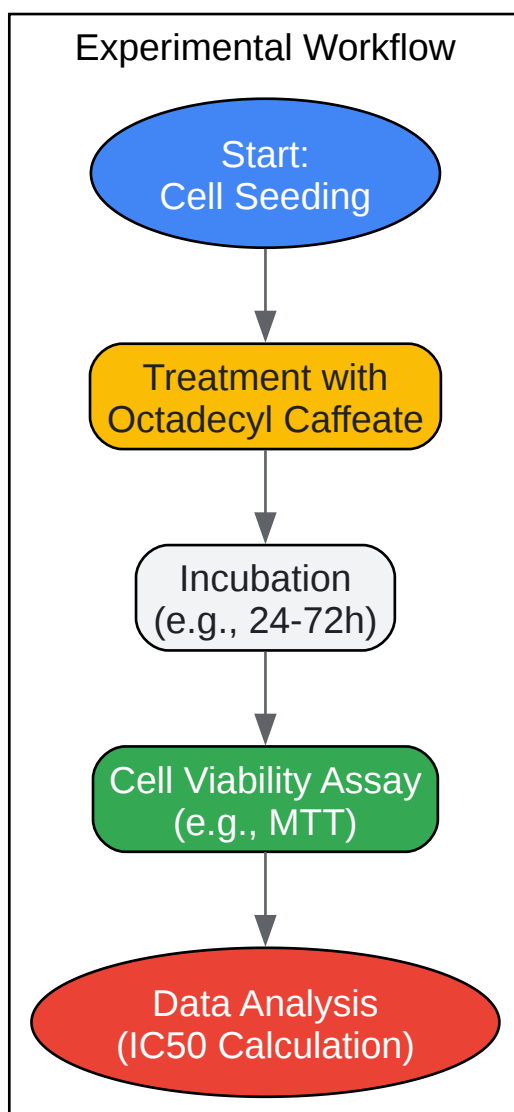 Experimental Workflow
Start:
Cell Seeding
Treatment with
Octadecyl Caffeate
Incubation
(e.g., 24-72h)
Cell Viability Assay
(e.g., MTT)
Data Analysis
(IC50 Calculation)